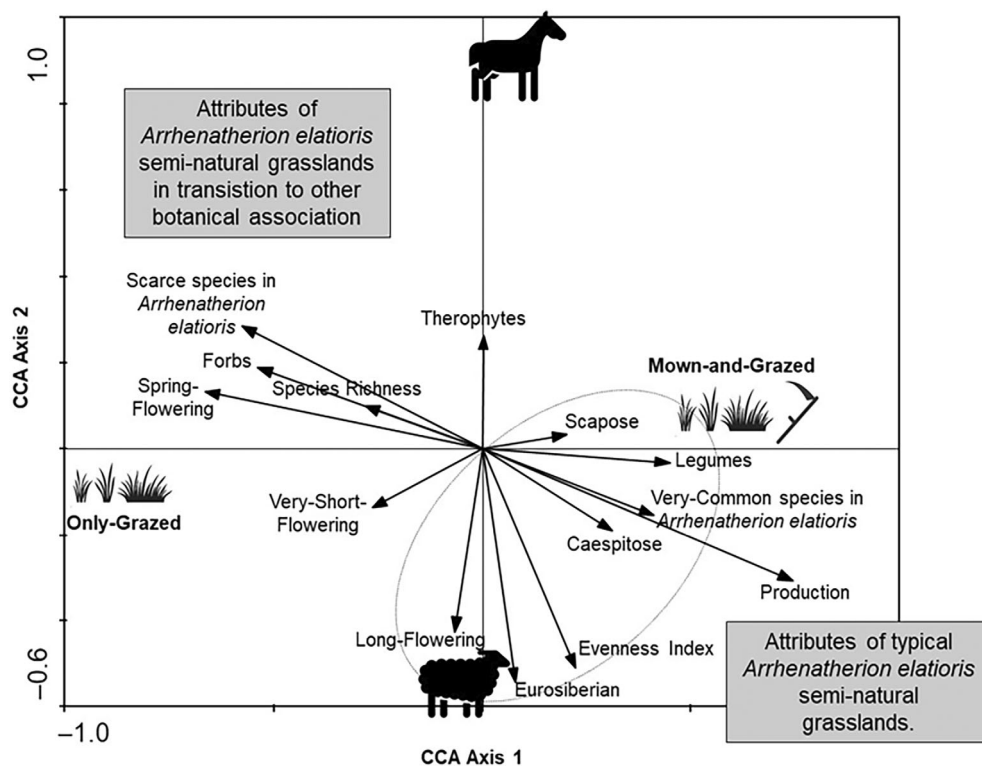 1.0
Attributes of
Arrhenatherion elatioris
semi-natural grasslands
in transistion to other
botanical association
CCA Axis 2
Scarce species in
Arrhenatherion
elatioris
Therophytes
Forbs
Species Richness
Spring-
Flowering
Mown-and-Grazed
Scapose
Legumes
Only-Grazed
Very-Short-
Flowering
Very-Common species in
Arrhenatherion elatioris
Caespitose
Production
Long-Flowering
Evenness Index
Eurosiberian
Attributes of typical
Arrhenatherion elatioris
semi-natural
grasslands.
−0.6
−1.0
CCA Axis 1